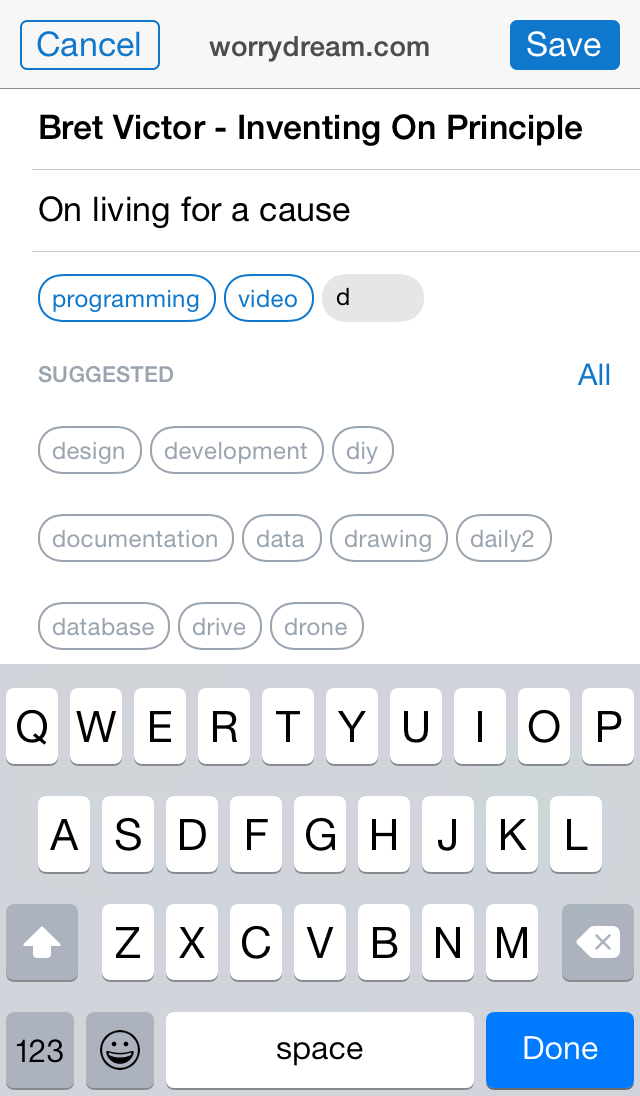 Cancel worrydream.com Save
Bret Victor - Inventing On Principle
On living for a cause
programming video d
SUGGESTED All
design development diy
documentation data drawing daily2
database drive drone
Q W E R T Y U I O P
A S D F G H J K L
Z X C V B N M
123 space Done